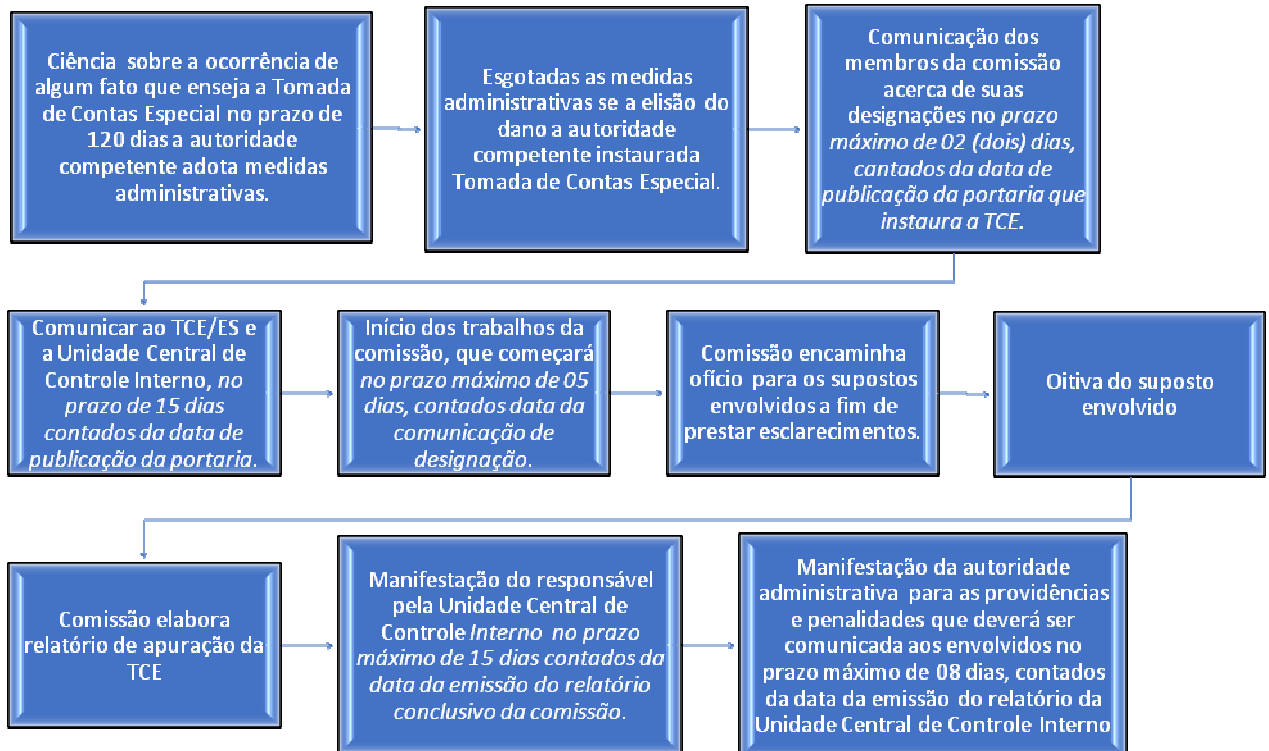 Ciência sobre a ocorrência de
algum fato que enseja a Tomada
de Contas Especial no prazo de
120 dias a autoridade
competente adota medidas
administrativas.
Esgotadas as medidas
administrativas se a elisão do
dano a autoridade
competente instaurada
Tomada de Contas Especial.
Comunicação dos
membros da comissão
acerca de suas
designações no prazo
máximo de 02 (dois) dias,
cantados da data de
publicação da portaria que
instaura a TCE.
Comunicar ao TCE/ES e
a Unidade Central de
Controle Interno, no
prazo de 15 dias
contados da data de
publicação da portaria.
Início dos trabalhos da
comissão, que começará
no prazo máximo de 05
dias, contados data da
comunicação de
designação.
Comissão encaminha
ofício para os supostos
envolvidos a fim de
prestar esclarecimentos.
Oitiva do suposto
envolvido
Comissão elabora
relatório de apuração da
TCE
Manifestação do responsável
pela Unidade Central de
Controle Interno no prazo
máximo de 15 dias contados da
data da emissão do relatório
conclusivo da comissão.
Manifestação da autoridade
administrativa para as providências
e penalidades que deverá ser
comunicada aos envolvidos no
prazo máximo de 08 dias, contados
da data da emissão do relatório da
Unidade Central de Controle Interno